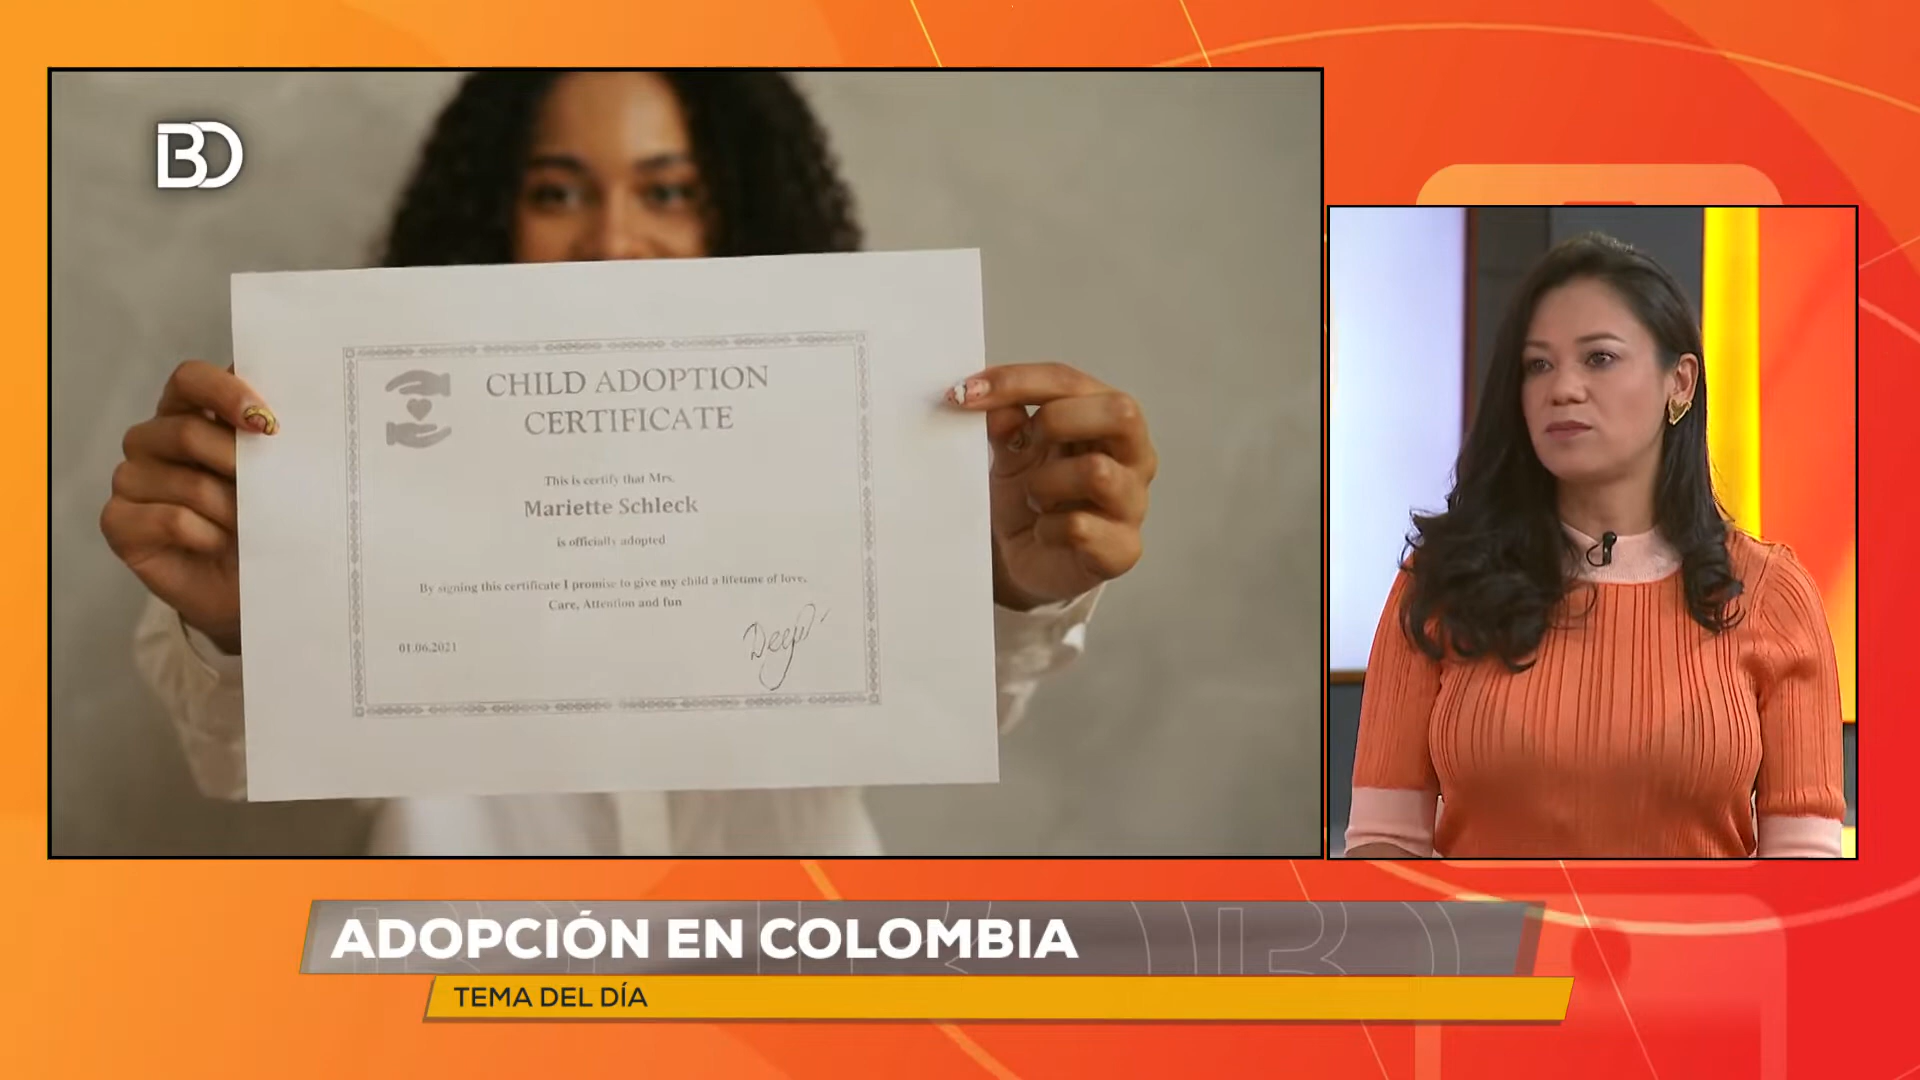 BD
CHILD ADOPTION
CERTIFICATE
This is certify that Mrs.
Mariette Schleck
is officially adopted
By signing this certificate I promise to give my child a lifetime of love,
Care, Attention and fun
01.06.2021
ADOPCIÓN EN COLOMBIA
TEMA DEL DÍA